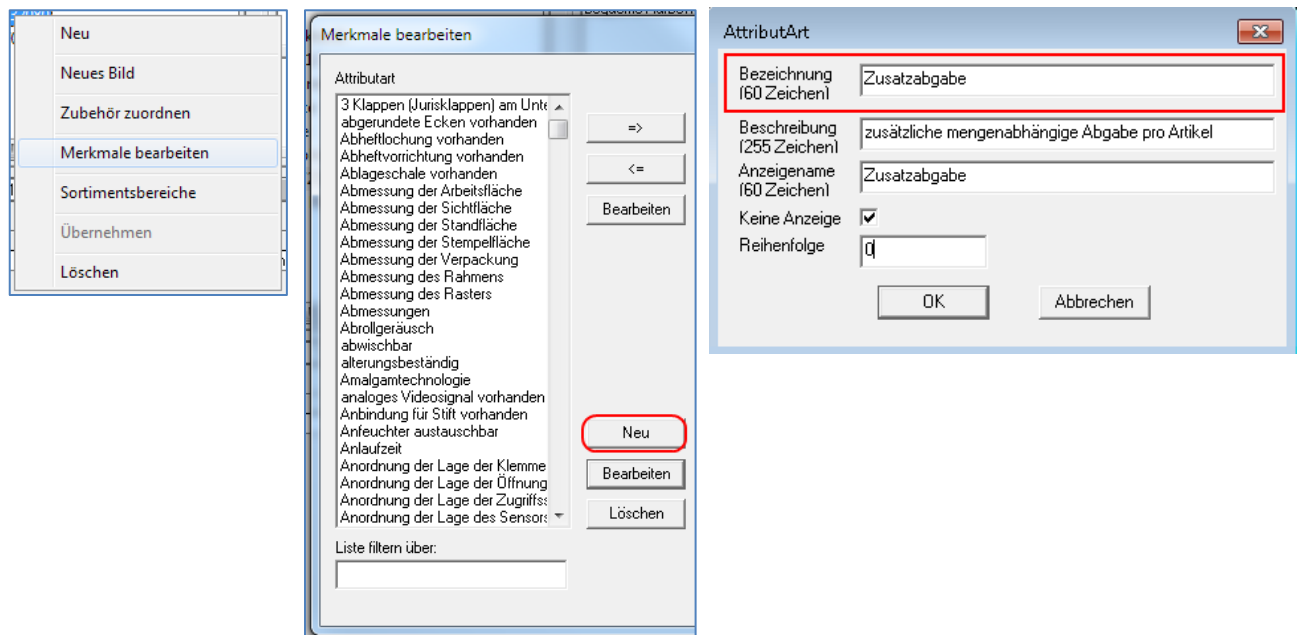 Neu
Neues Bild
Zubehör zuordnen
Merkmale bearbeiten
Sortimentsbereiche
Übernehmen
Löschen
Merkmale bearbeiten
Attributart
3 Klappen (Jurisklappen) am Unte
abgerundete Ecken vorhanden
Abheftlochung vorhanden
Abheftvorrichtung vorhanden
Ablageschale vorhanden
Abmessung der Arbeitsfläche
Abmessung der Sichtfläche
Abmessung der Standfläche
Abmessung der Stempelfläche
Abmessung der Verpackung
Abmessung des Rahmens
Abmessung des Rasters
Abmessungen
Abrollgeräusch
abwischbar
alterungsbeständig
Amalgamtechnologie
analoges Videosignal vorhanden
Anbindung für Stift vorhanden
Anfeuchter austauschbar
Anlaufzeit
Anordnung der Lage der Klemme
Anordnung der Lage der Öffnung
Anordnung der Lage der Zugriffss
Anordnung der Lage des Sensors
=>
<=
Bearbeiten
Neu
Bearbeiten
Löschen
Liste filtern über:
AttributArt
Bezeichnung
(60 Zeichen)
Zusatzabgabe
Beschreibung
(255 Zeichen)
zusätzliche mengenabhängige Abgabe pro Artikel
Anzeigename
(60 Zeichen)
Zusatzabgabe
Keine Anzeige
Reihenfolge
0
OK
Abbrechen